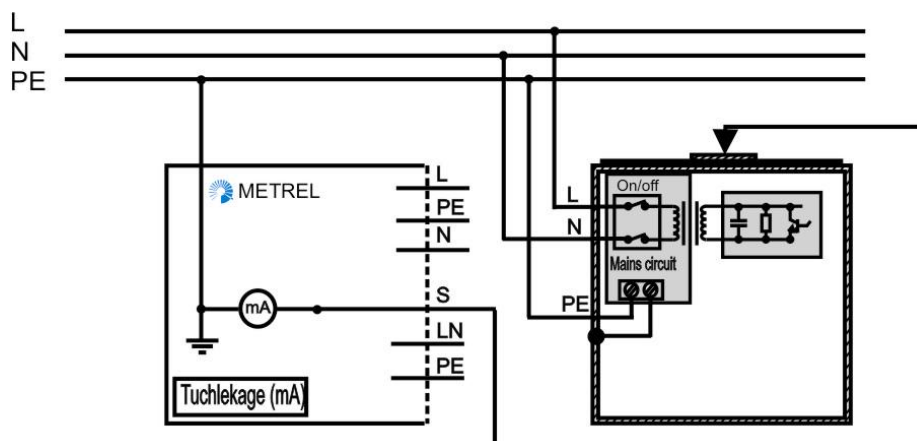 L
N
PE
METREL
L
PE
N
mA
S
LN
PE
Tuchlekage (mA)
L
N
PE
On/off
Mains circuit